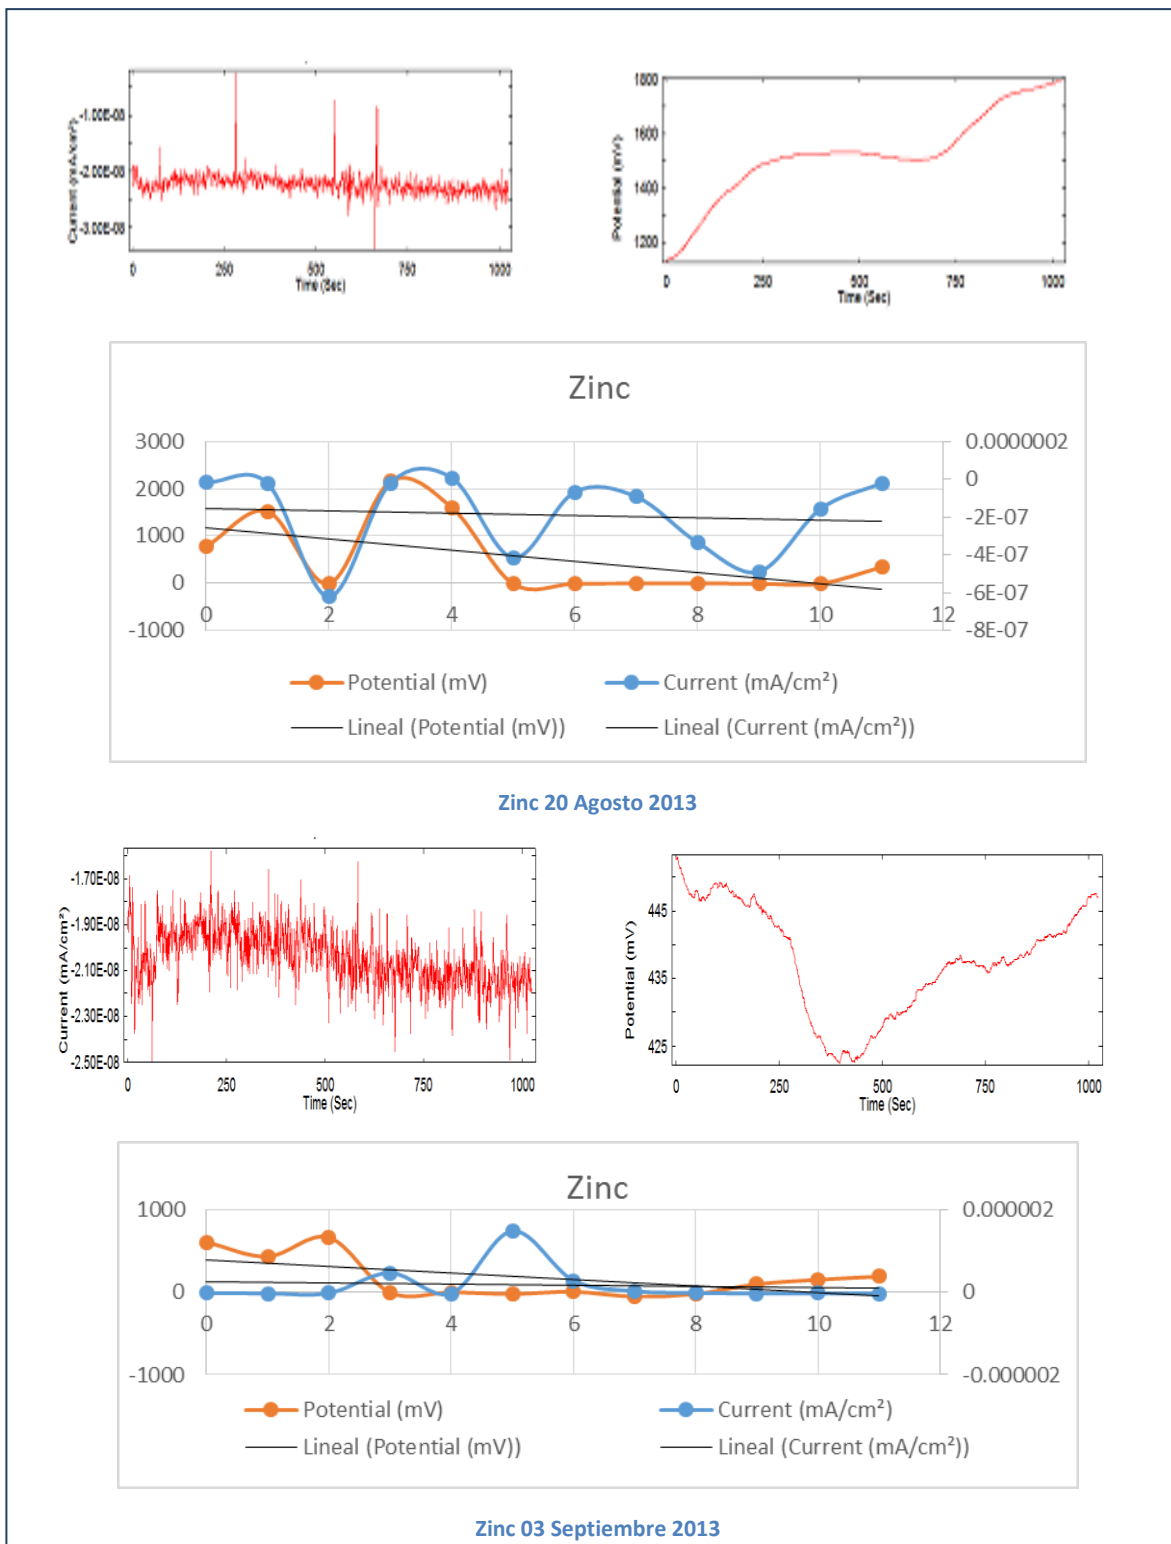 Current (mA/cm²)
-1.00E-08
-2.00E-08
-3.00E-08
0 250 500 750 1000
Time (Sec)
Potential (mV)
1800
1600
1400
1200
0 250 500 750 1000
Time (Sec)
Zinc
3000
2000
1000
0
-1000
0 2 4 6 8 10 12
0.0000002
0
-2E-07
-4E-07
-6E-07
-8E-07
Potential (mV) Current (mA/cm²)
Lineal (Potential (mV)) Lineal (Current (mA/cm²))
Zinc 20 Agosto 2013
Current (mA/cm²)
-1.70E-08
-1.90E-08
-2.10E-08
-2.30E-08
-2.50E-08
0 250 500 750 1000
Time (Sec)
Potential (mV)
445
435
425
0 250 500 750 1000
Time (Sec)
Zinc
1000
0
-1000
0 2 4 6 8 10 12
0.000002
0
-0.000002
Potential (mV) Current (mA/cm²)
Lineal (Potential (mV)) Lineal (Current (mA/cm²))
Zinc 03 Septiembre 2013